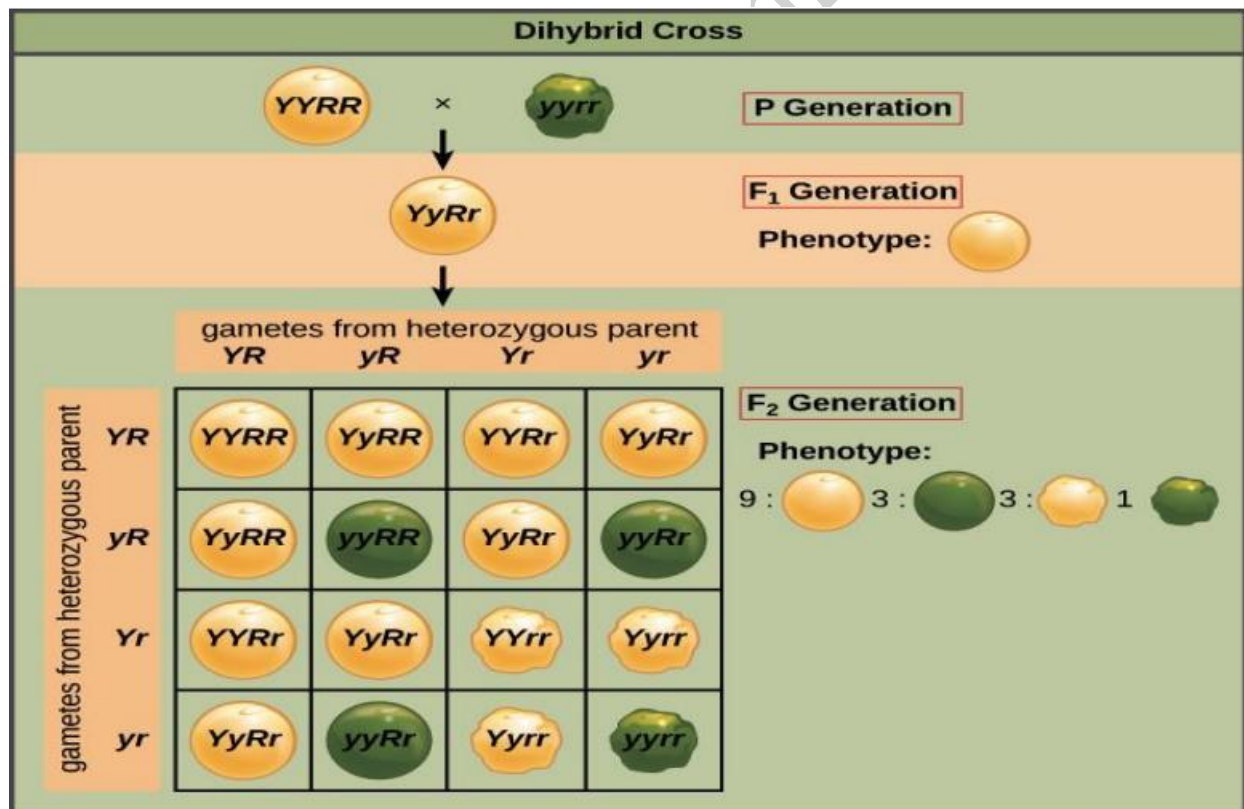 Dihybrid Cross
YYRR × yyrr
P Generation
YyRr
F₁ Generation
Phenotype:
gametes from heterozygous parent
YR yR Yr yr
gametes from heterozygous parent
YR YYRR YyRR YYRr YyRr
yR YyRR yyRR YyRr yyRr
Yr YYRr YyRr YYrr Yyrr
yr YyRr yyRr Yyrr yyrr
F₂ Generation
Phenotype:
9 : 3 : 3 : 1